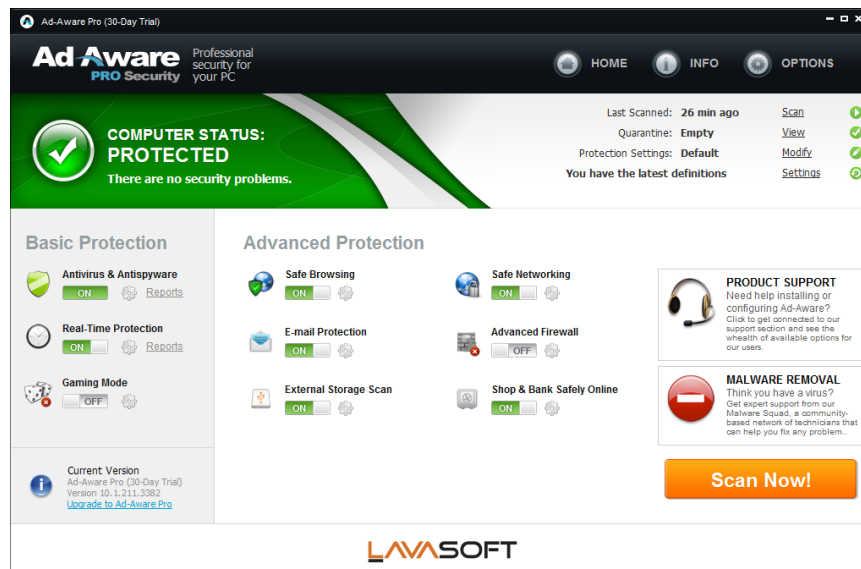 Ad-Aware Pro (30-Day Trial)
Ad-Aware
PRO Security
Professional
security for
your PC
HOME
INFO
OPTIONS
COMPUTER STATUS:
PROTECTED
There are no security problems.
Last Scanned: 26 min ago Scan
Quarantine: Empty View
Protection Settings: Default Modify
You have the latest definitions Settings
Basic Protection
Antivirus & Antispyware
ON Reports
Real-Time Protection
ON Reports
Gaming Mode
OFF
Advanced Protection
Safe Browsing
ON
Safe Networking
ON
E-mail Protection
ON
Advanced Firewall
OFF
External Storage Scan
ON
Shop & Bank Safely Online
ON
PRODUCT SUPPORT
Need help installing or
configuring Ad-Aware?
Click to get connected to our
support section and see the
whealth of available options for
our users.
MALWARE REMOVAL
Think you have a virus?
Get expert support from our
Malware Squad, a community-
based network of technicians that
can help you fix any problem..
Scan Now!
Current Version
Ad-Aware Pro (30-Day Trial)
Version 10.1.211.3382
Upgrade to Ad-Aware Pro
LAVASOFT